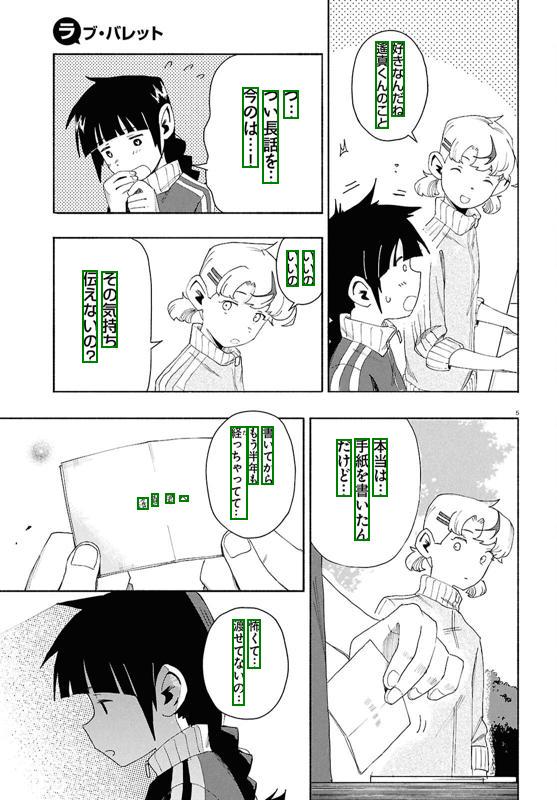 ラブ・バレット
好きなんだね
遥真くんのこと
つ…
つい長話を…
今のは…!
いいの
いいの
その気持ち
伝えないの?
5
本当は…
手紙を書いたん
だけど…
書いてから
もう半年も
経っちゃってて…
怖くて…
渡せてないの…